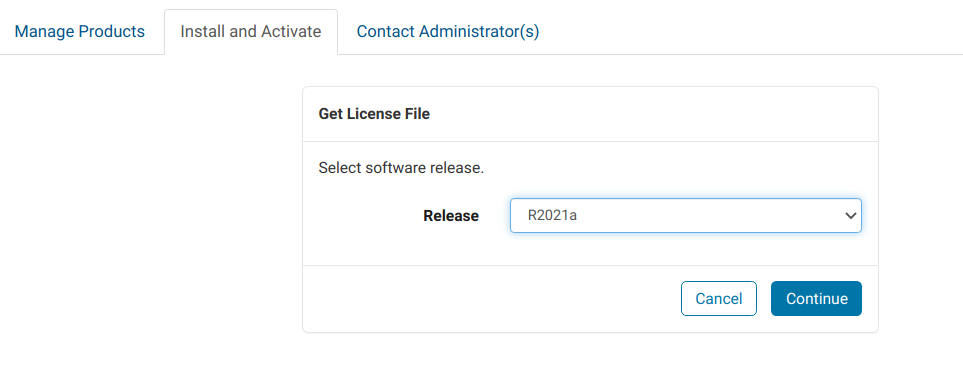 Manage Products Install and Activate Contact Administrator(s)
Get License File
Select software release.
Release R2021a
Cancel Continue